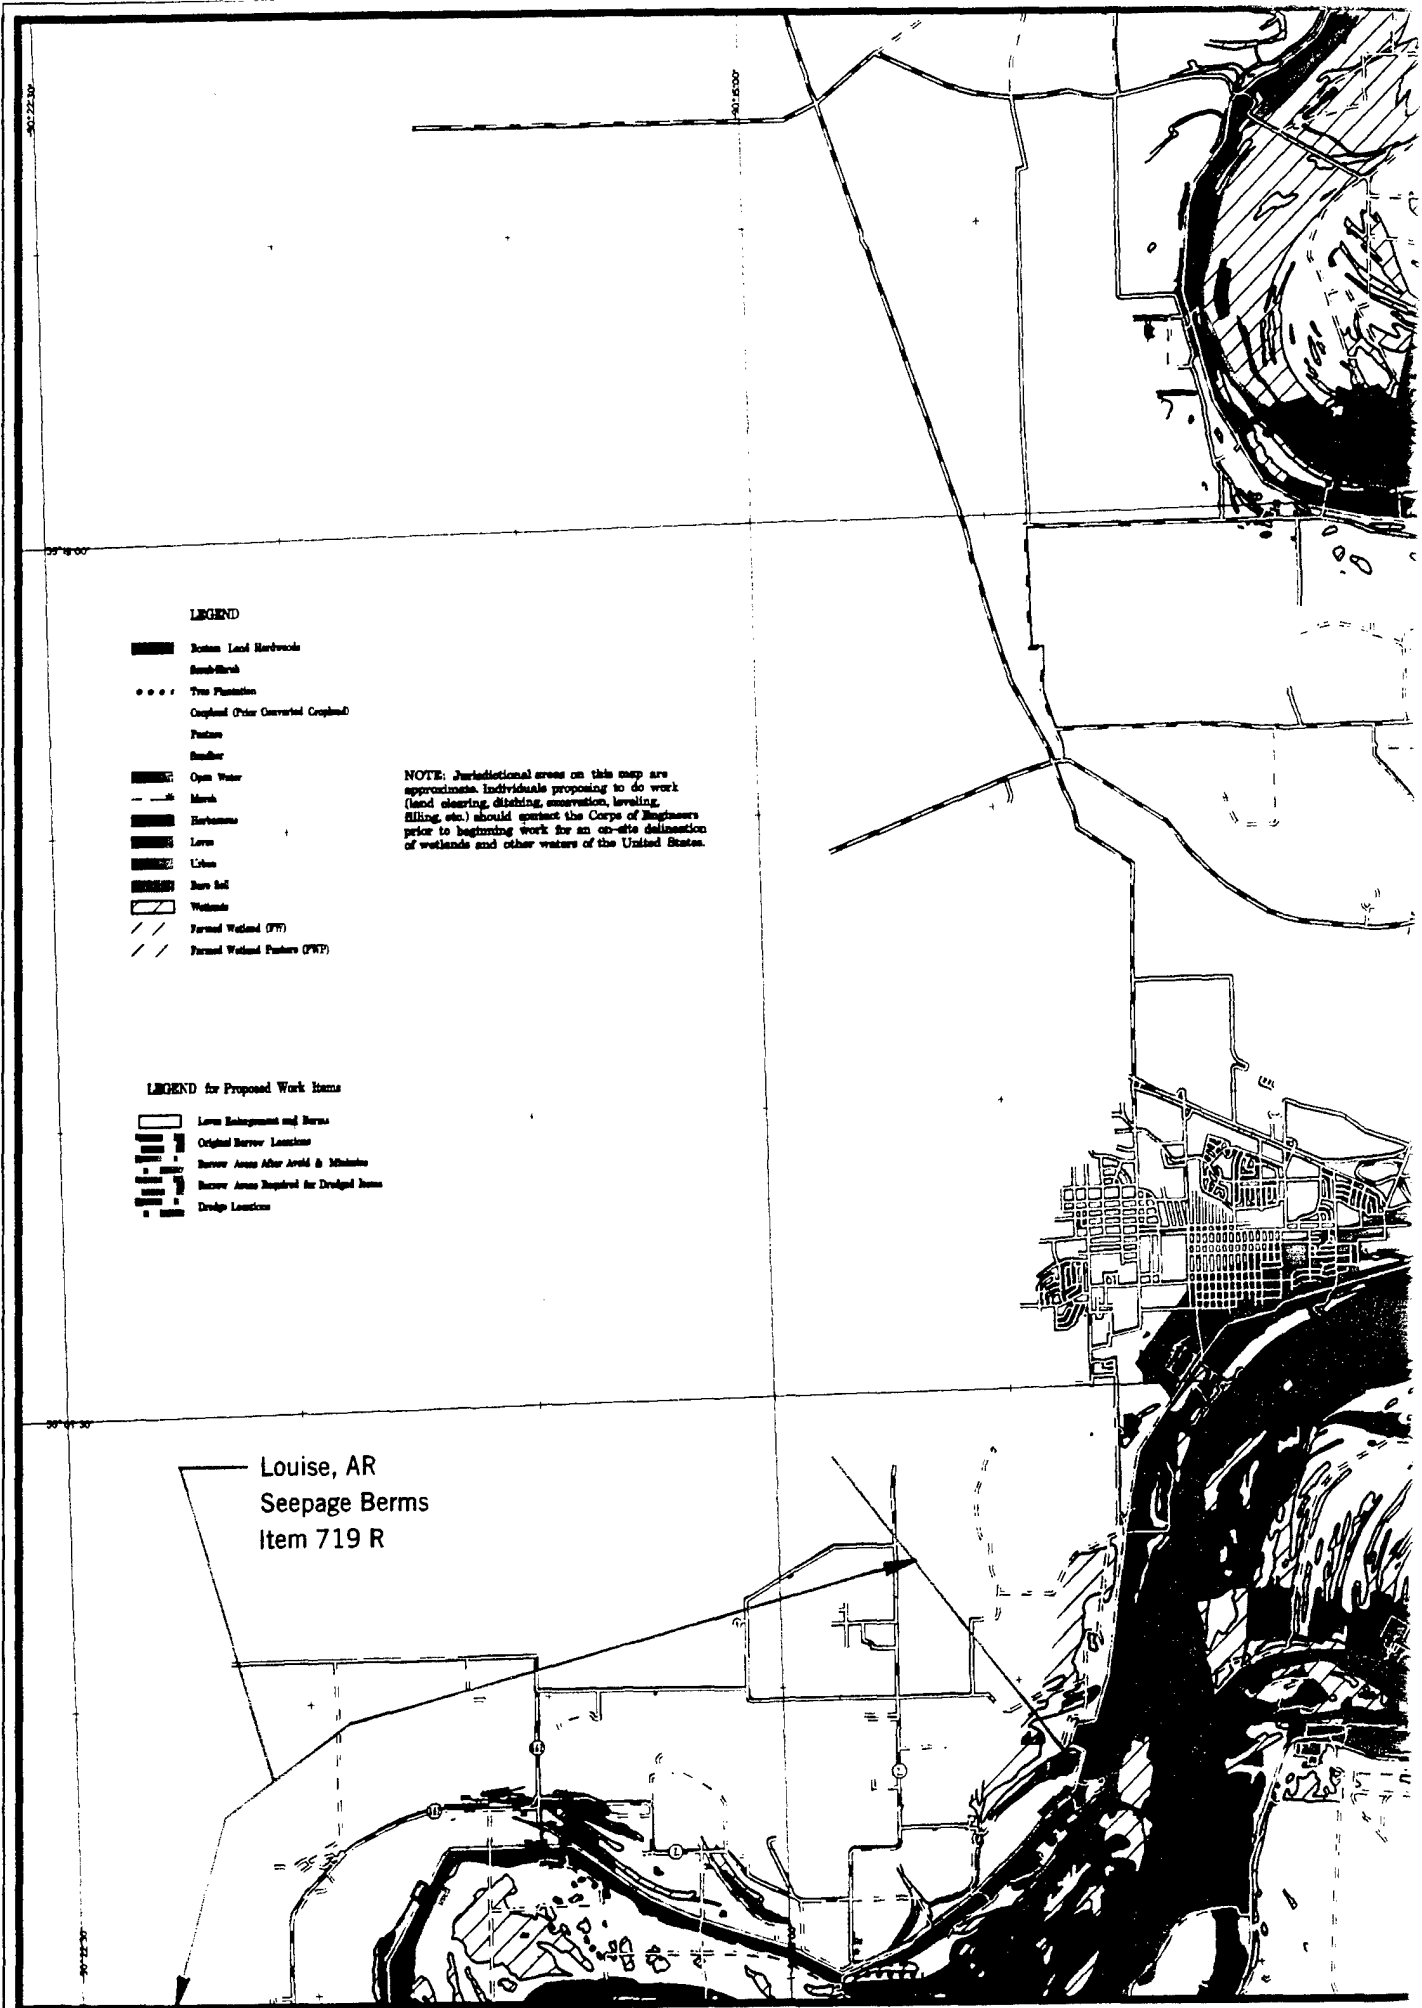 90°15'00"
LEGEND
Bottom Land Hardwoods
Tree Plantation
Cropland (Prior Converted Cropland)
Pasture
Sandbar
Open Water
Marsh
Herbaceous
Levee
Urban
Bare Soil
Wetlands
Farmed Wetland (FW)
Farmed Wetland Pasture (FWP)
NOTE: Jurisdictional areas on this map are
approximate. Individuals proposing to do work
(land clearing, ditching, excavation, leveling,
filling, etc.) should contact the Corps of Engineers
prior to beginning work for an on-site delineation
of wetlands and other waters of the United States.
LEGEND for Proposed Work Items
Levee Enlargement and Berms
Original Borrow Locations
Borrow Areas After Avoid & Minimize
Borrow Areas Required for Dredged Items
Dredge Locations
Louise, AR
Seepage Berms
Item 719 R